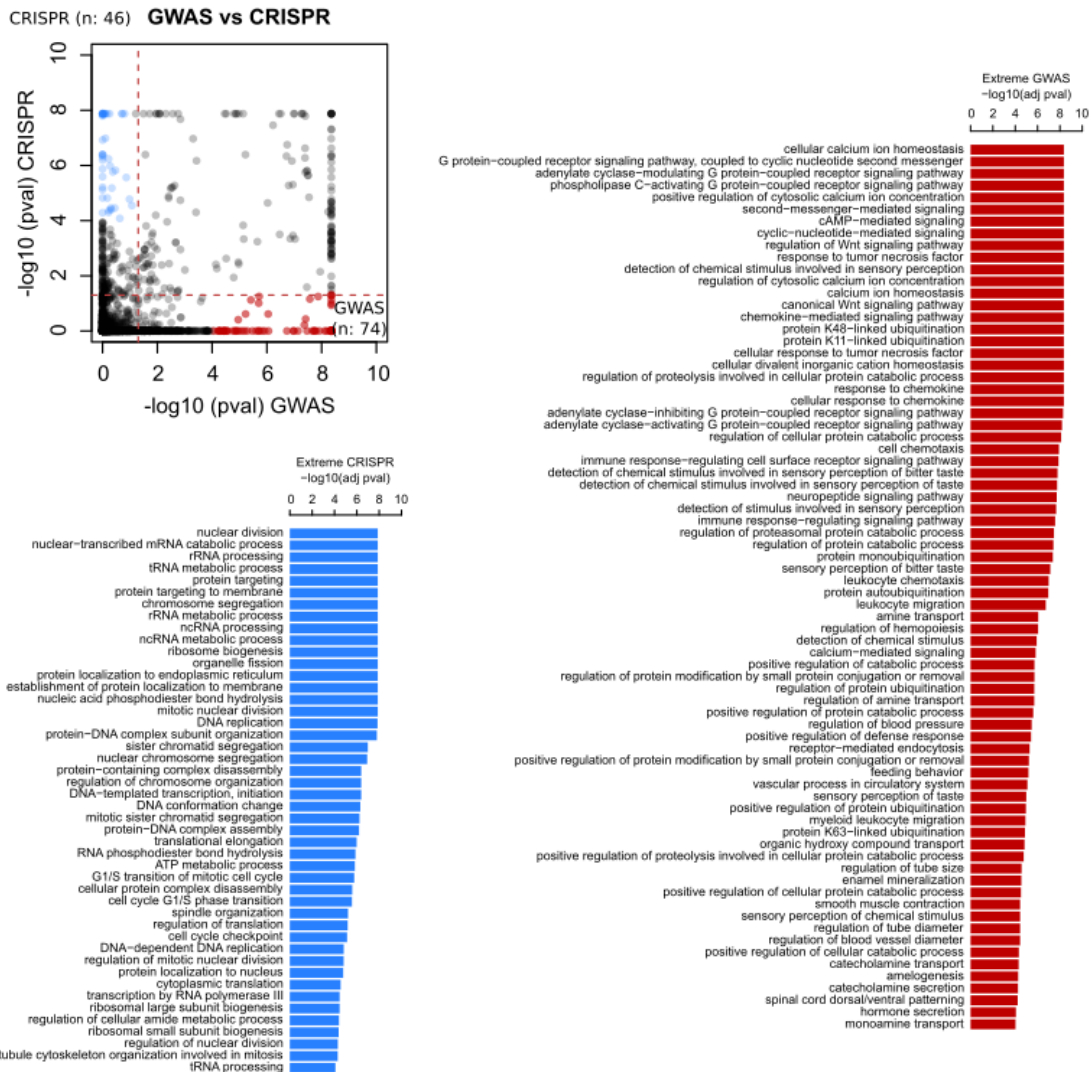 CRISPR (n: 46) GWAS vs CRISPR
-log10 (pval) CRISPR
10
8
6
4
2
0
GWAS
(n: 74)
0 2 4 6 8 10
-log10 (pval) GWAS
Extreme CRISPR
−log10(adj pval)
0 2 4 6 8 10
nuclear division
nuclear−transcribed mRNA catabolic process
rRNA processing
tRNA metabolic process
protein targeting
protein targeting to membrane
chromosome segregation
rRNA metabolic process
ncRNA processing
ncRNA metabolic process
ribosome biogenesis
organelle fission
protein localization to endoplasmic reticulum
establishment of protein localization to membrane
nucleic acid phosphodiester bond hydrolysis
mitotic nuclear division
DNA replication
protein−DNA complex subunit organization
sister chromatid segregation
nuclear chromosome segregation
protein−containing complex disassembly
regulation of chromosome organization
DNA−templated transcription, initiation
DNA conformation change
mitotic sister chromatid segregation
protein−DNA complex assembly
translational elongation
RNA phosphodiester bond hydrolysis
ATP metabolic process
G1/S transition of mitotic cell cycle
cellular protein complex disassembly
cell cycle G1/S phase transition
spindle organization
regulation of translation
cell cycle checkpoint
DNA−dependent DNA replication
regulation of mitotic nuclear division
protein localization to nucleus
cytoplasmic translation
transcription by RNA polymerase III
ribosomal large subunit biogenesis
regulation of cellular amide metabolic process
ribosomal small subunit biogenesis
regulation of nuclear division
tubule cytoskeleton organization involved in mitosis
tRNA processing
Extreme GWAS
−log10(adj pval)
0 2 4 6 8 10
cellular calcium ion homeostasis
G protein−coupled receptor signaling pathway, coupled to cyclic nucleotide second messenger
adenylate cyclase−modulating G protein−coupled receptor signaling pathway
phospholipase C−activating G protein−coupled receptor signaling pathway
positive regulation of cytosolic calcium ion concentration
second−messenger−mediated signaling
cAMP−mediated signaling
cyclic−nucleotide−mediated signaling
regulation of Wnt signaling pathway
response to tumor necrosis factor
detection of chemical stimulus involved in sensory perception
regulation of cytosolic calcium ion concentration
calcium ion homeostasis
canonical Wnt signaling pathway
chemokine−mediated signaling pathway
protein K48−linked ubiquitination
protein K11−linked ubiquitination
cellular response to tumor necrosis factor
cellular divalent inorganic cation homeostasis
regulation of proteolysis involved in cellular protein catabolic process
response to chemokine
cellular response to chemokine
adenylate cyclase−inhibiting G protein−coupled receptor signaling pathway
adenylate cyclase−activating G protein−coupled receptor signaling pathway
regulation of cellular protein catabolic process
cell chemotaxis
immune response−regulating cell surface receptor signaling pathway
detection of chemical stimulus involved in sensory perception of bitter taste
detection of chemical stimulus involved in sensory perception of taste
neuropeptide signaling pathway
detection of stimulus involved in sensory perception
immune response−regulating signaling pathway
regulation of proteasomal protein catabolic process
regulation of protein catabolic process
protein monoubiquitination
sensory perception of bitter taste
leukocyte chemotaxis
protein autoubiquitination
leukocyte migration
amine transport
regulation of hemopoiesis
detection of chemical stimulus
calcium−mediated signaling
positive regulation of catabolic process
regulation of protein modification by small protein conjugation or removal
regulation of protein ubiquitination
regulation of amine transport
positive regulation of protein catabolic process
regulation of blood pressure
positive regulation of defense response
receptor−mediated endocytosis
positive regulation of protein modification by small protein conjugation or removal
feeding behavior
vascular process in circulatory system
sensory perception of taste
positive regulation of protein ubiquitination
myeloid leukocyte migration
protein K63−linked ubiquitination
organic hydroxy compound transport
positive regulation of proteolysis involved in cellular protein catabolic process
regulation of tube size
enamel mineralization
positive regulation of cellular protein catabolic process
smooth muscle contraction
sensory perception of chemical stimulus
regulation of tube diameter
regulation of blood vessel diameter
positive regulation of cellular catabolic process
catecholamine transport
amelogenesis
catecholamine secretion
spinal cord dorsal/ventral patterning
hormone secretion
monoamine transport